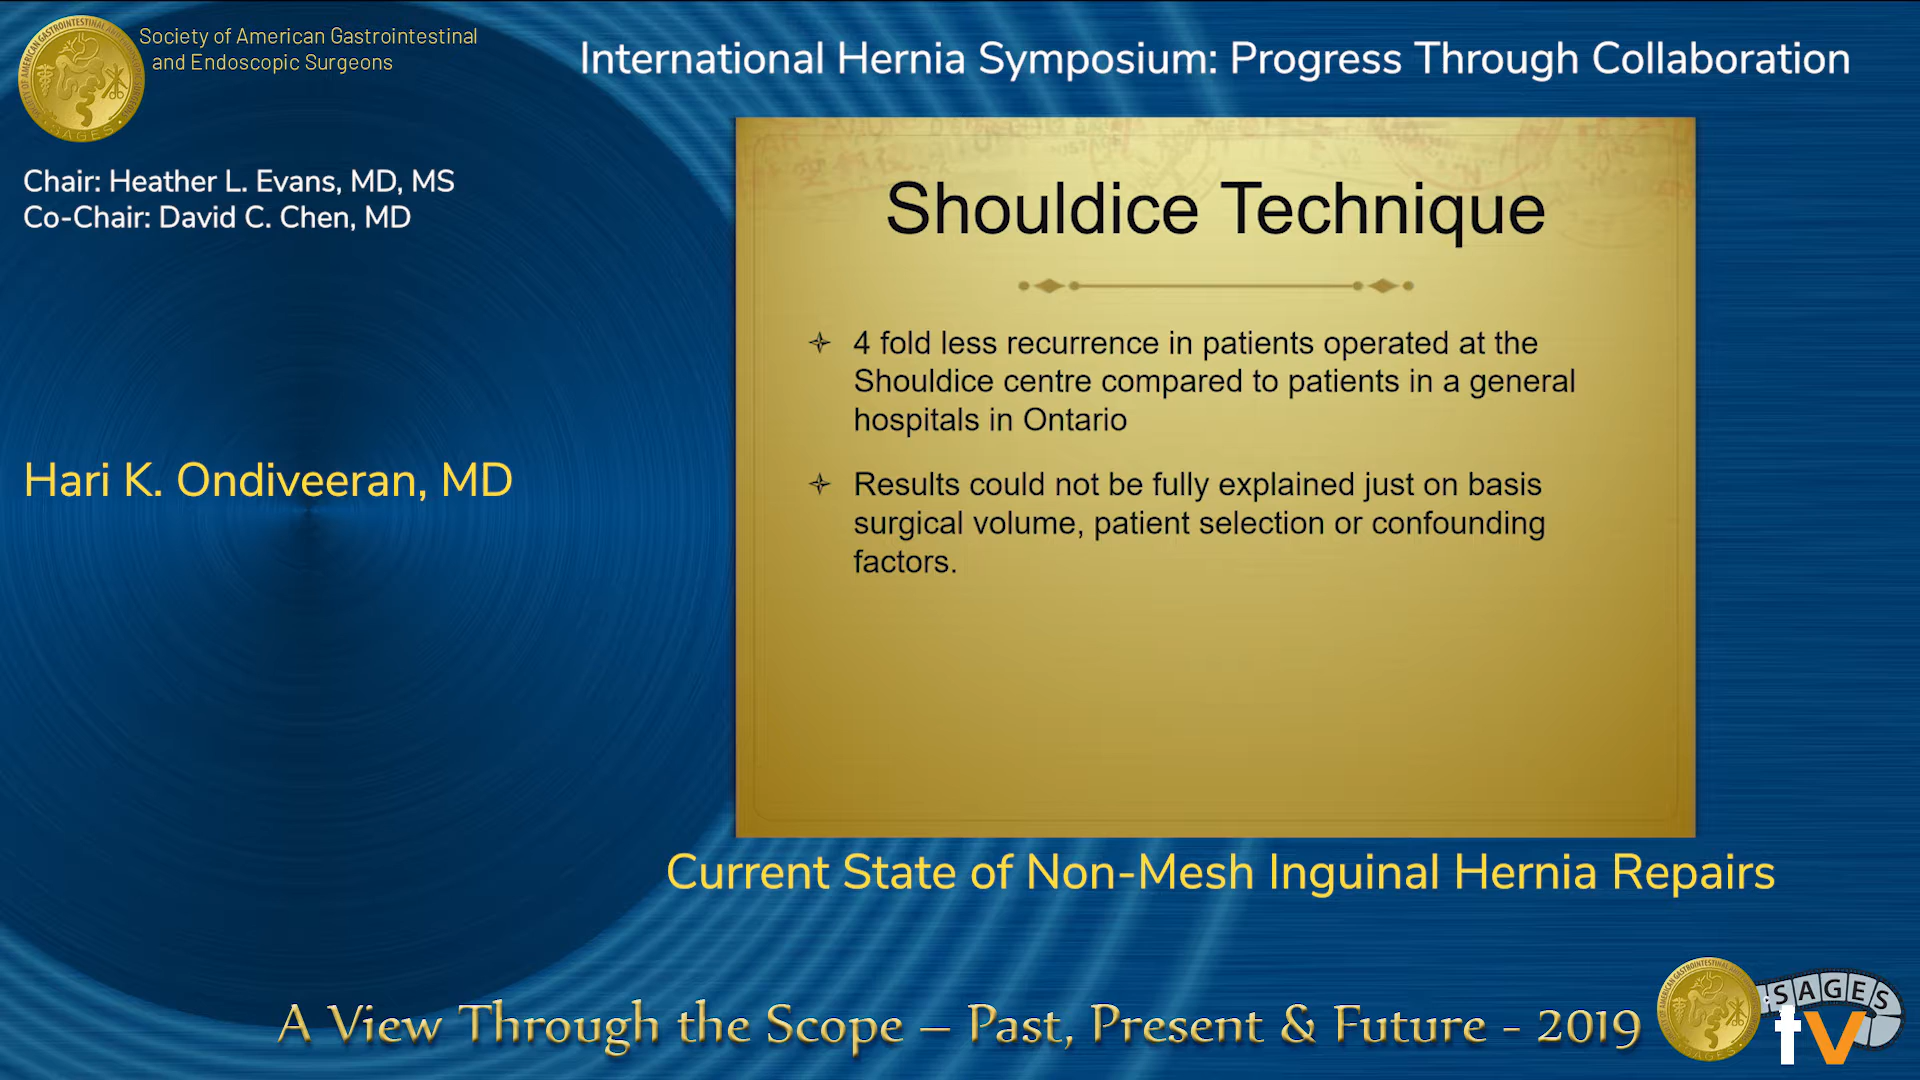 Society of American Gastrointestinal
and Endoscopic Surgeons
International Hernia Symposium: Progress Through Collaboration
Chair: Heather L. Evans, MD, MS
Co-Chair: David C. Chen, MD
Hari K. Ondiveeran, MD
Shouldice Technique
4 fold less recurrence in patients operated at the
Shouldice centre compared to patients in a general
hospitals in Ontario
Results could not be fully explained just on basis
surgical volume, patient selection or confounding
factors.
Current State of Non-Mesh Inguinal Hernia Repairs
A View Through the Scope – Past, Present & Future - 2019
SAGES
tv